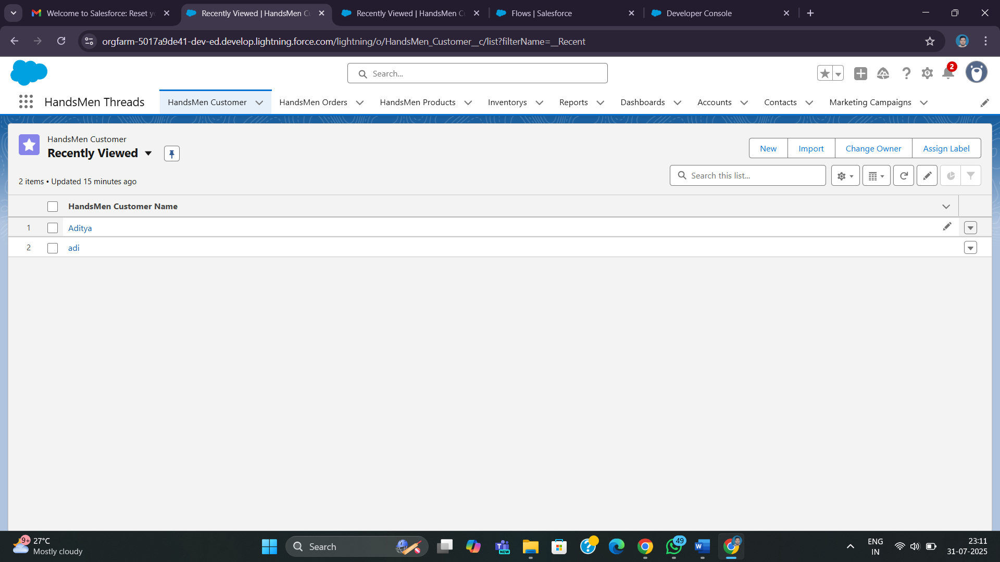 Welcome to Salesforce: Reset yo
Recently Viewed | HandsMen Cu
Recently Viewed | HandsMen Cu
Flows | Salesforce
Developer Console
orgfarm-5017a9de41-dev-ed.develop.lightning.force.com/lightning/o/HandsMen_Customer__c/list?filterName=__Recent
Search...
2
HandsMen Threads
HandsMen Customer
HandsMen Orders
HandsMen Products
Inventorys
Reports
Dashboards
Accounts
Contacts
Marketing Campaigns
HandsMen Customer
Recently Viewed
New
Import
Change Owner
Assign Label
2 items • Updated 15 minutes ago
Search this list...
HandsMen Customer Name
1
Aditya
2
adi
9+
27°C
Mostly cloudy
Search
NEW
49
ENG
IN
23:11
31-07-2025